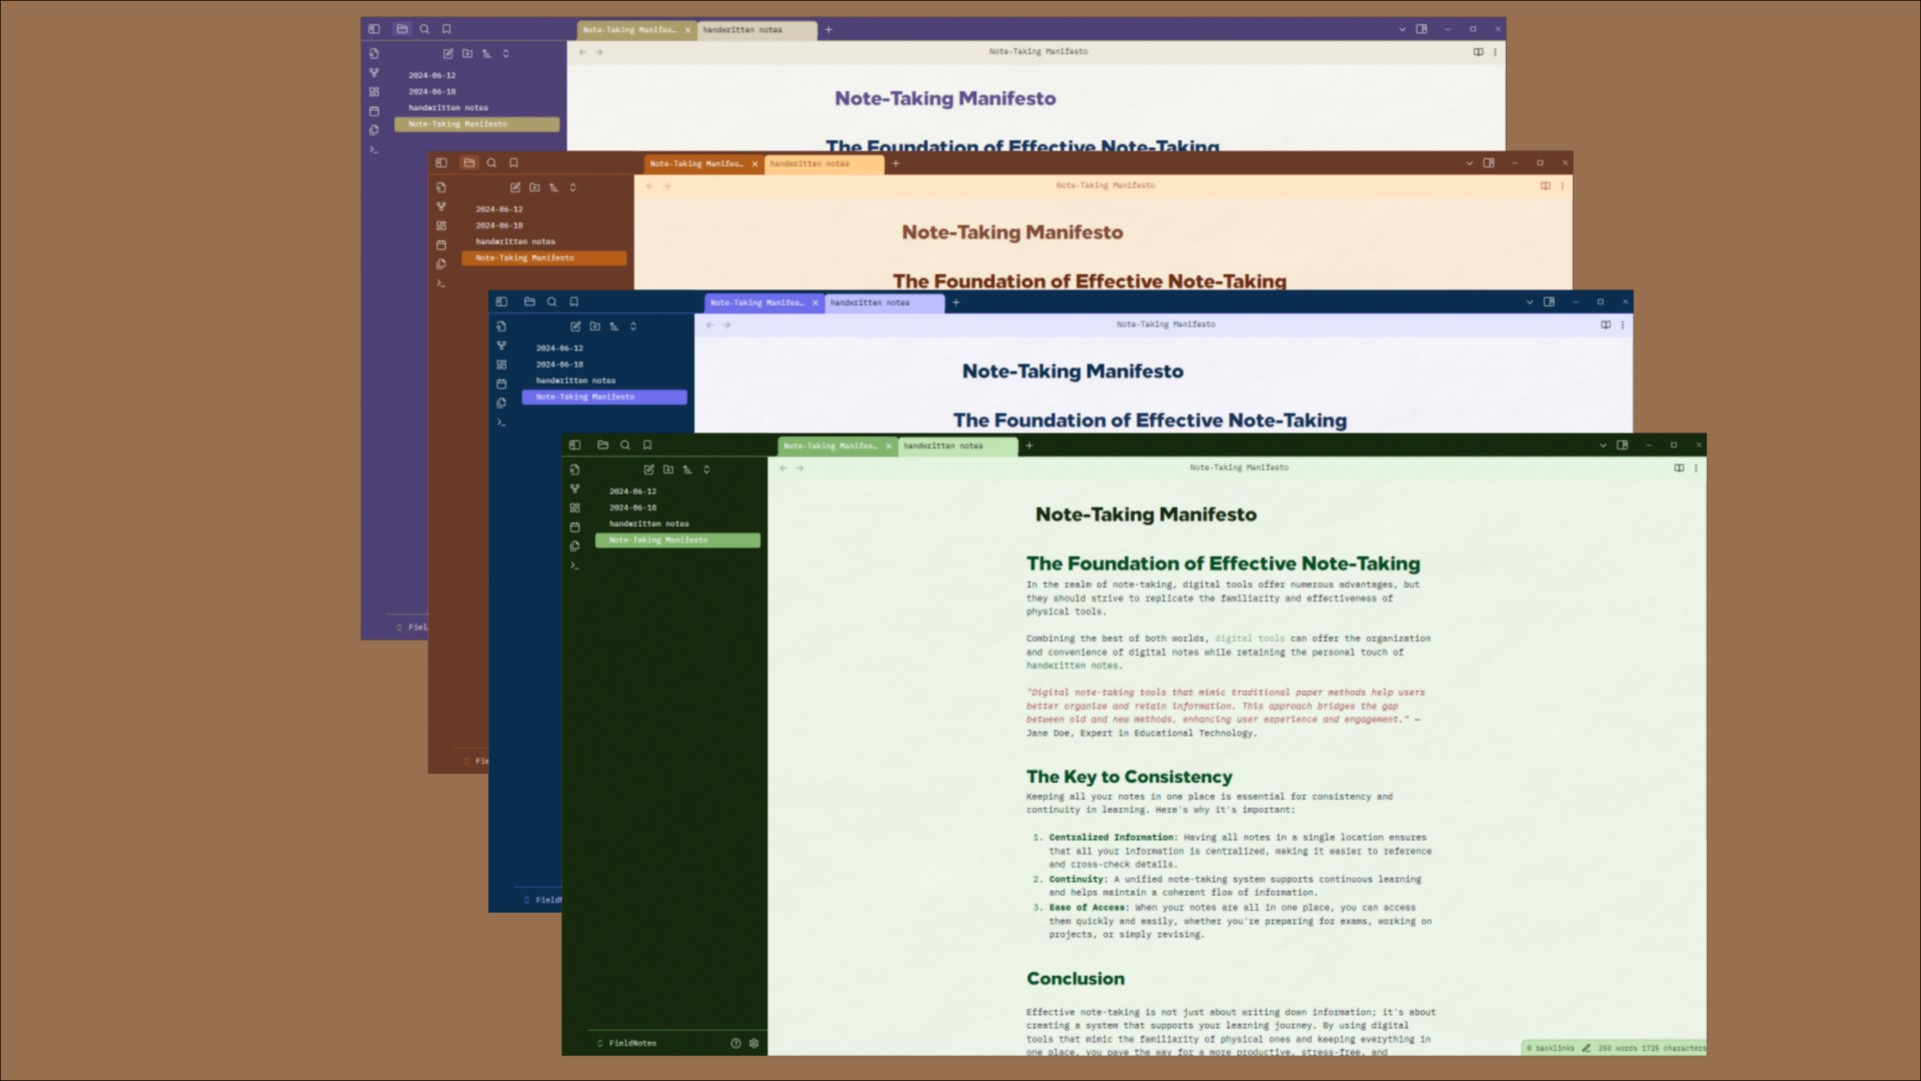 Note-Taking Manifes…
handwritten notes
Note-Taking Manifesto
2024-06-12
2024-06-18
handwritten notes
Note-Taking Manifesto
Note-Taking Manifesto
The Foundation of Effective Note-Taking
Fiel
Note-Taking Manifes…
handwritten notes
Note-Taking Manifesto
2024-06-12
2024-06-18
handwritten notes
Note-Taking Manifesto
Note-Taking Manifesto
The Foundation of Effective Note-Taking
Fie
Note-Taking Manifes…
handwritten notes
Note-Taking Manifesto
2024-06-12
2024-06-18
handwritten notes
Note-Taking Manifesto
Note-Taking Manifesto
The Foundation of Effective Note-Taking
Field
Note-Taking Manifes…
handwritten notes
Note-Taking Manifesto
2024-06-12
2024-06-18
handwritten notes
Note-Taking Manifesto
FieldNotes
Note-Taking Manifesto
The Foundation of Effective Note-Taking
In the realm of note-taking, digital tools offer numerous advantages, but
they should strive to replicate the familiarity and effectiveness of
physical tools.
Combining the best of both worlds, digital tools can offer the organization
and convenience of digital notes while retaining the personal touch of
handwritten notes.
"Digital note-taking tools that mimic traditional paper methods help users
better organize and retain information. This approach bridges the gap
between old and new methods, enhancing user experience and engagement." —
Jane Doe, Expert in Educational Technology.
The Key to Consistency
Keeping all your notes in one place is essential for consistency and
continuity in learning. Here's why it's important:
1. Centralized Information: Having all notes in a single location ensures
that all your information is centralized, making it easier to reference
and cross-check details.
2. Continuity: A unified note-taking system supports continuous learning
and helps maintain a coherent flow of information.
3. Ease of Access: When your notes are all in one place, you can access
them quickly and easily, whether you're preparing for exams, working on
projects, or simply revising.
Conclusion
Effective note-taking is not just about writing down information; it's about
creating a system that supports your learning journey. By using digital
tools that mimic the familiarity of physical ones and keeping everything in
one place, you pave the way for a more productive, stress-free, and
backlinks 253 words 1725 characters